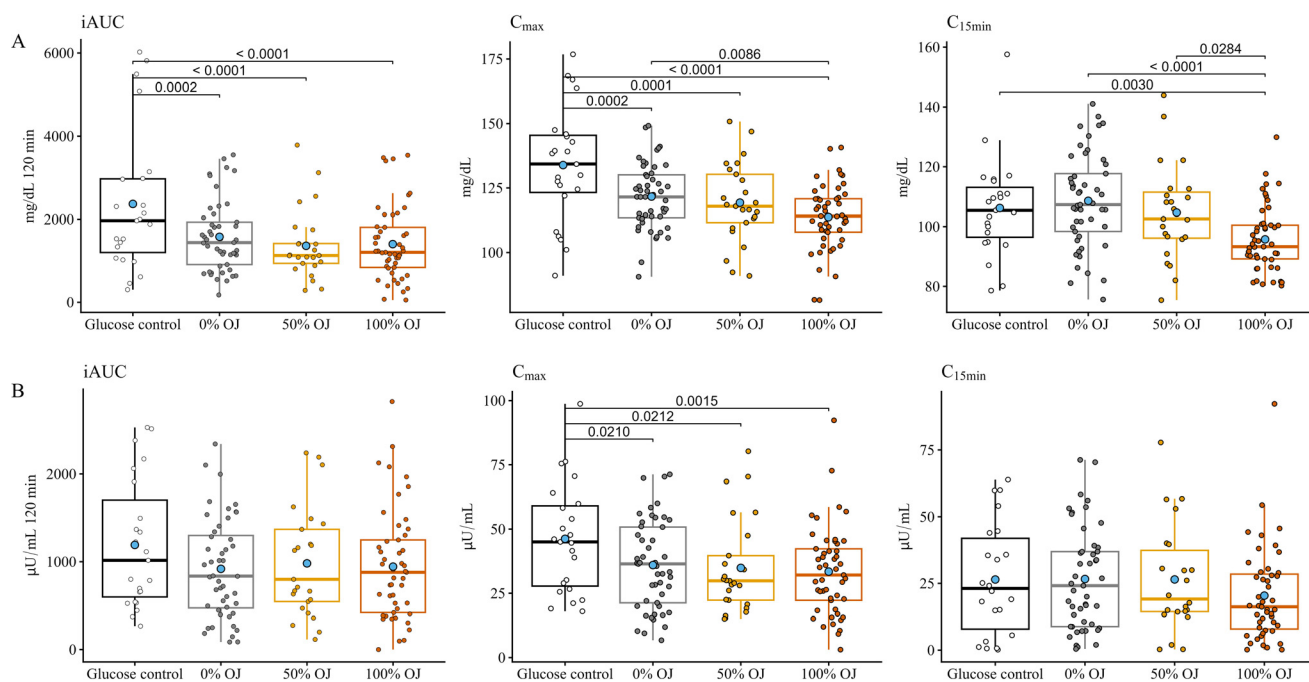 A
iAUC
mg/dL 120 min
6000
4000
2000
0
< 0.0001
< 0.0001
0.0002
Glucose control 0% OJ 50% OJ 100% OJ
Cmax
mg/dL
175
150
125
100
0.0086
< 0.0001
0.0001
0.0002
Glucose control 0% OJ 50% OJ 100% OJ
C15min
mg/dL
160
140
120
100
80
0.0284
< 0.0001
0.0030
Glucose control 0% OJ 50% OJ 100% OJ
B
iAUC
µU/mL 120 min
2000
1000
0
Glucose control 0% OJ 50% OJ 100% OJ
Cmax
µU/mL
100
75
50
25
0
0.0015
0.0212
0.0210
Glucose control 0% OJ 50% OJ 100% OJ
C15min
µU/mL
75
50
25
0
Glucose control 0% OJ 50% OJ 100% OJ